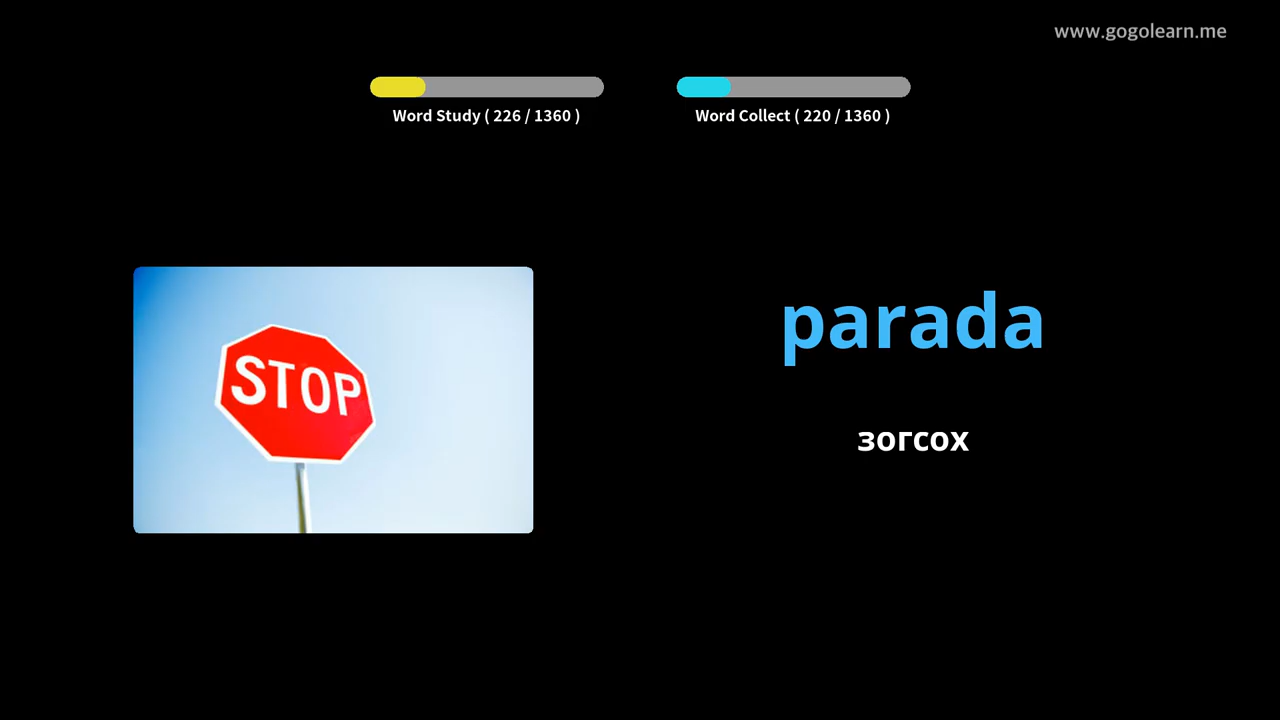 www.gogolearn.me
Word Study ( 226 / 1360 )
Word Collect ( 220 / 1360 )
STOP
parada
зогсох